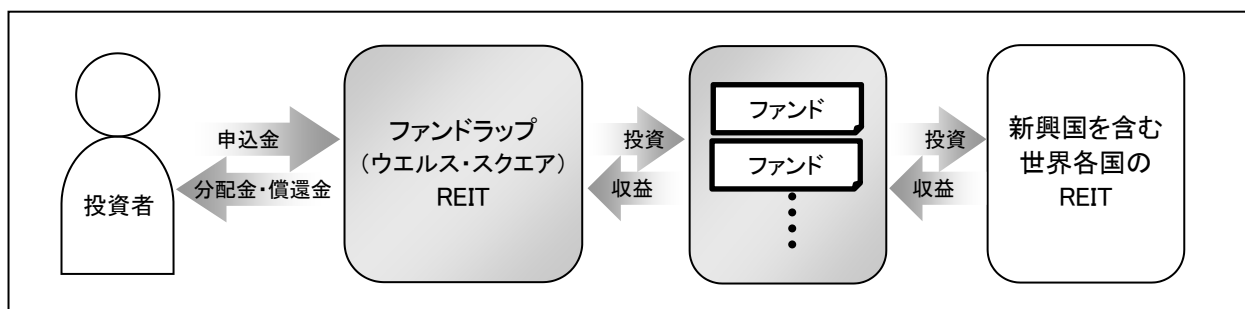 投資者
申込金
分配金・償還金
ファンドラップ
（ウエルス・スクエア）
REIT
投資
収益
ファンド
ファンド
投資
収益
新興国を含む
世界各国の
REIT